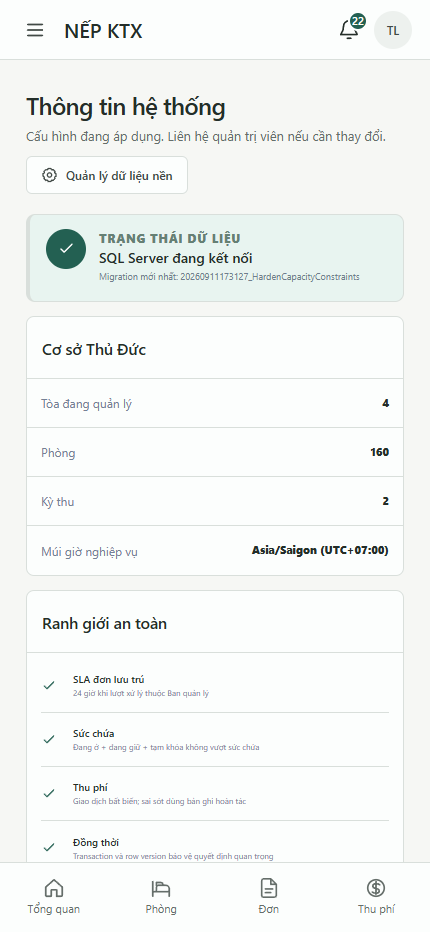 NẾP KTX
22
TL
Thông tin hệ thống
Cấu hình đang áp dụng. Liên hệ quản trị viên nếu cần thay đổi.
Quản lý dữ liệu nền
TRẠNG THÁI DỮ LIỆU
SQL Server đang kết nối
Migration mới nhất: 20260911173127_HardenCapacityConstraints
Cơ sở Thủ Đức
Tòa đang quản lý 4
Phòng 160
Kỳ thu 2
Múi giờ nghiệp vụ Asia/Saigon (UTC+07:00)
Ranh giới an toàn
SLA đơn lưu trú
24 giờ khi lượt xử lý thuộc Ban quản lý
Sức chứa
Đang ở + đang giữ + tạm khóa không vượt sức chứa
Thu phí
Giao dịch bất biến; sai sót dùng bản ghi hoàn tác
Đồng thời
Transaction và row version bảo vệ quyết định quan trọng
Tổng quan Phòng Đơn Thu phí